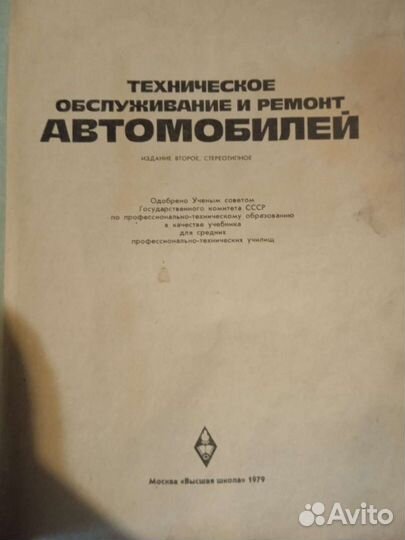 ТЕХНИЧЕСКОЕ
ОБСЛУЖИВАНИЕ И РЕМОНТ
АВТОМОБИЛЕЙ
ИЗДАНИЕ ВТОРОЕ, СТЕРЕОТИПНОЕ
Одобрено Ученым советом
Государственного комитета СССР
по профессионально-техническому образованию
в качестве учебника
для средних
профессионально-технических училищ
Москва «Высшая школа» 1979
Avito